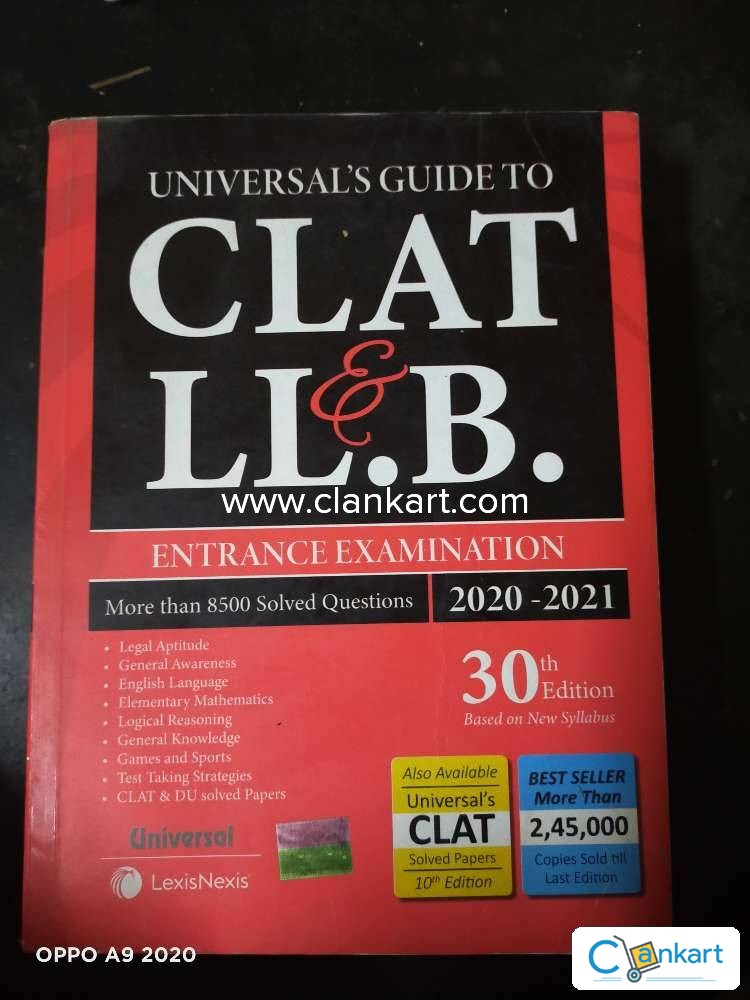 UNIVERSAL'S GUIDE TO
CLAT
&
LL.B.
www.clankart.com
ENTRANCE EXAMINATION
More than 8500 Solved Questions
2020 -2021
• Legal Aptitude
• General Awareness
• English Language
• Elementary Mathematics
• Logical Reasoning
• General Knowledge
• Games and Sports
• Test Taking Strategies
• CLAT & DU solved Papers
30th Edition
Based on New Syllabus
Also Available
Universal's
CLAT
Solved Papers
10th Edition
BEST SELLER
More Than
2,45,000
Copies Sold till
Last Edition
Universal
LexisNexis®
OPPO A9 2020
Clankart